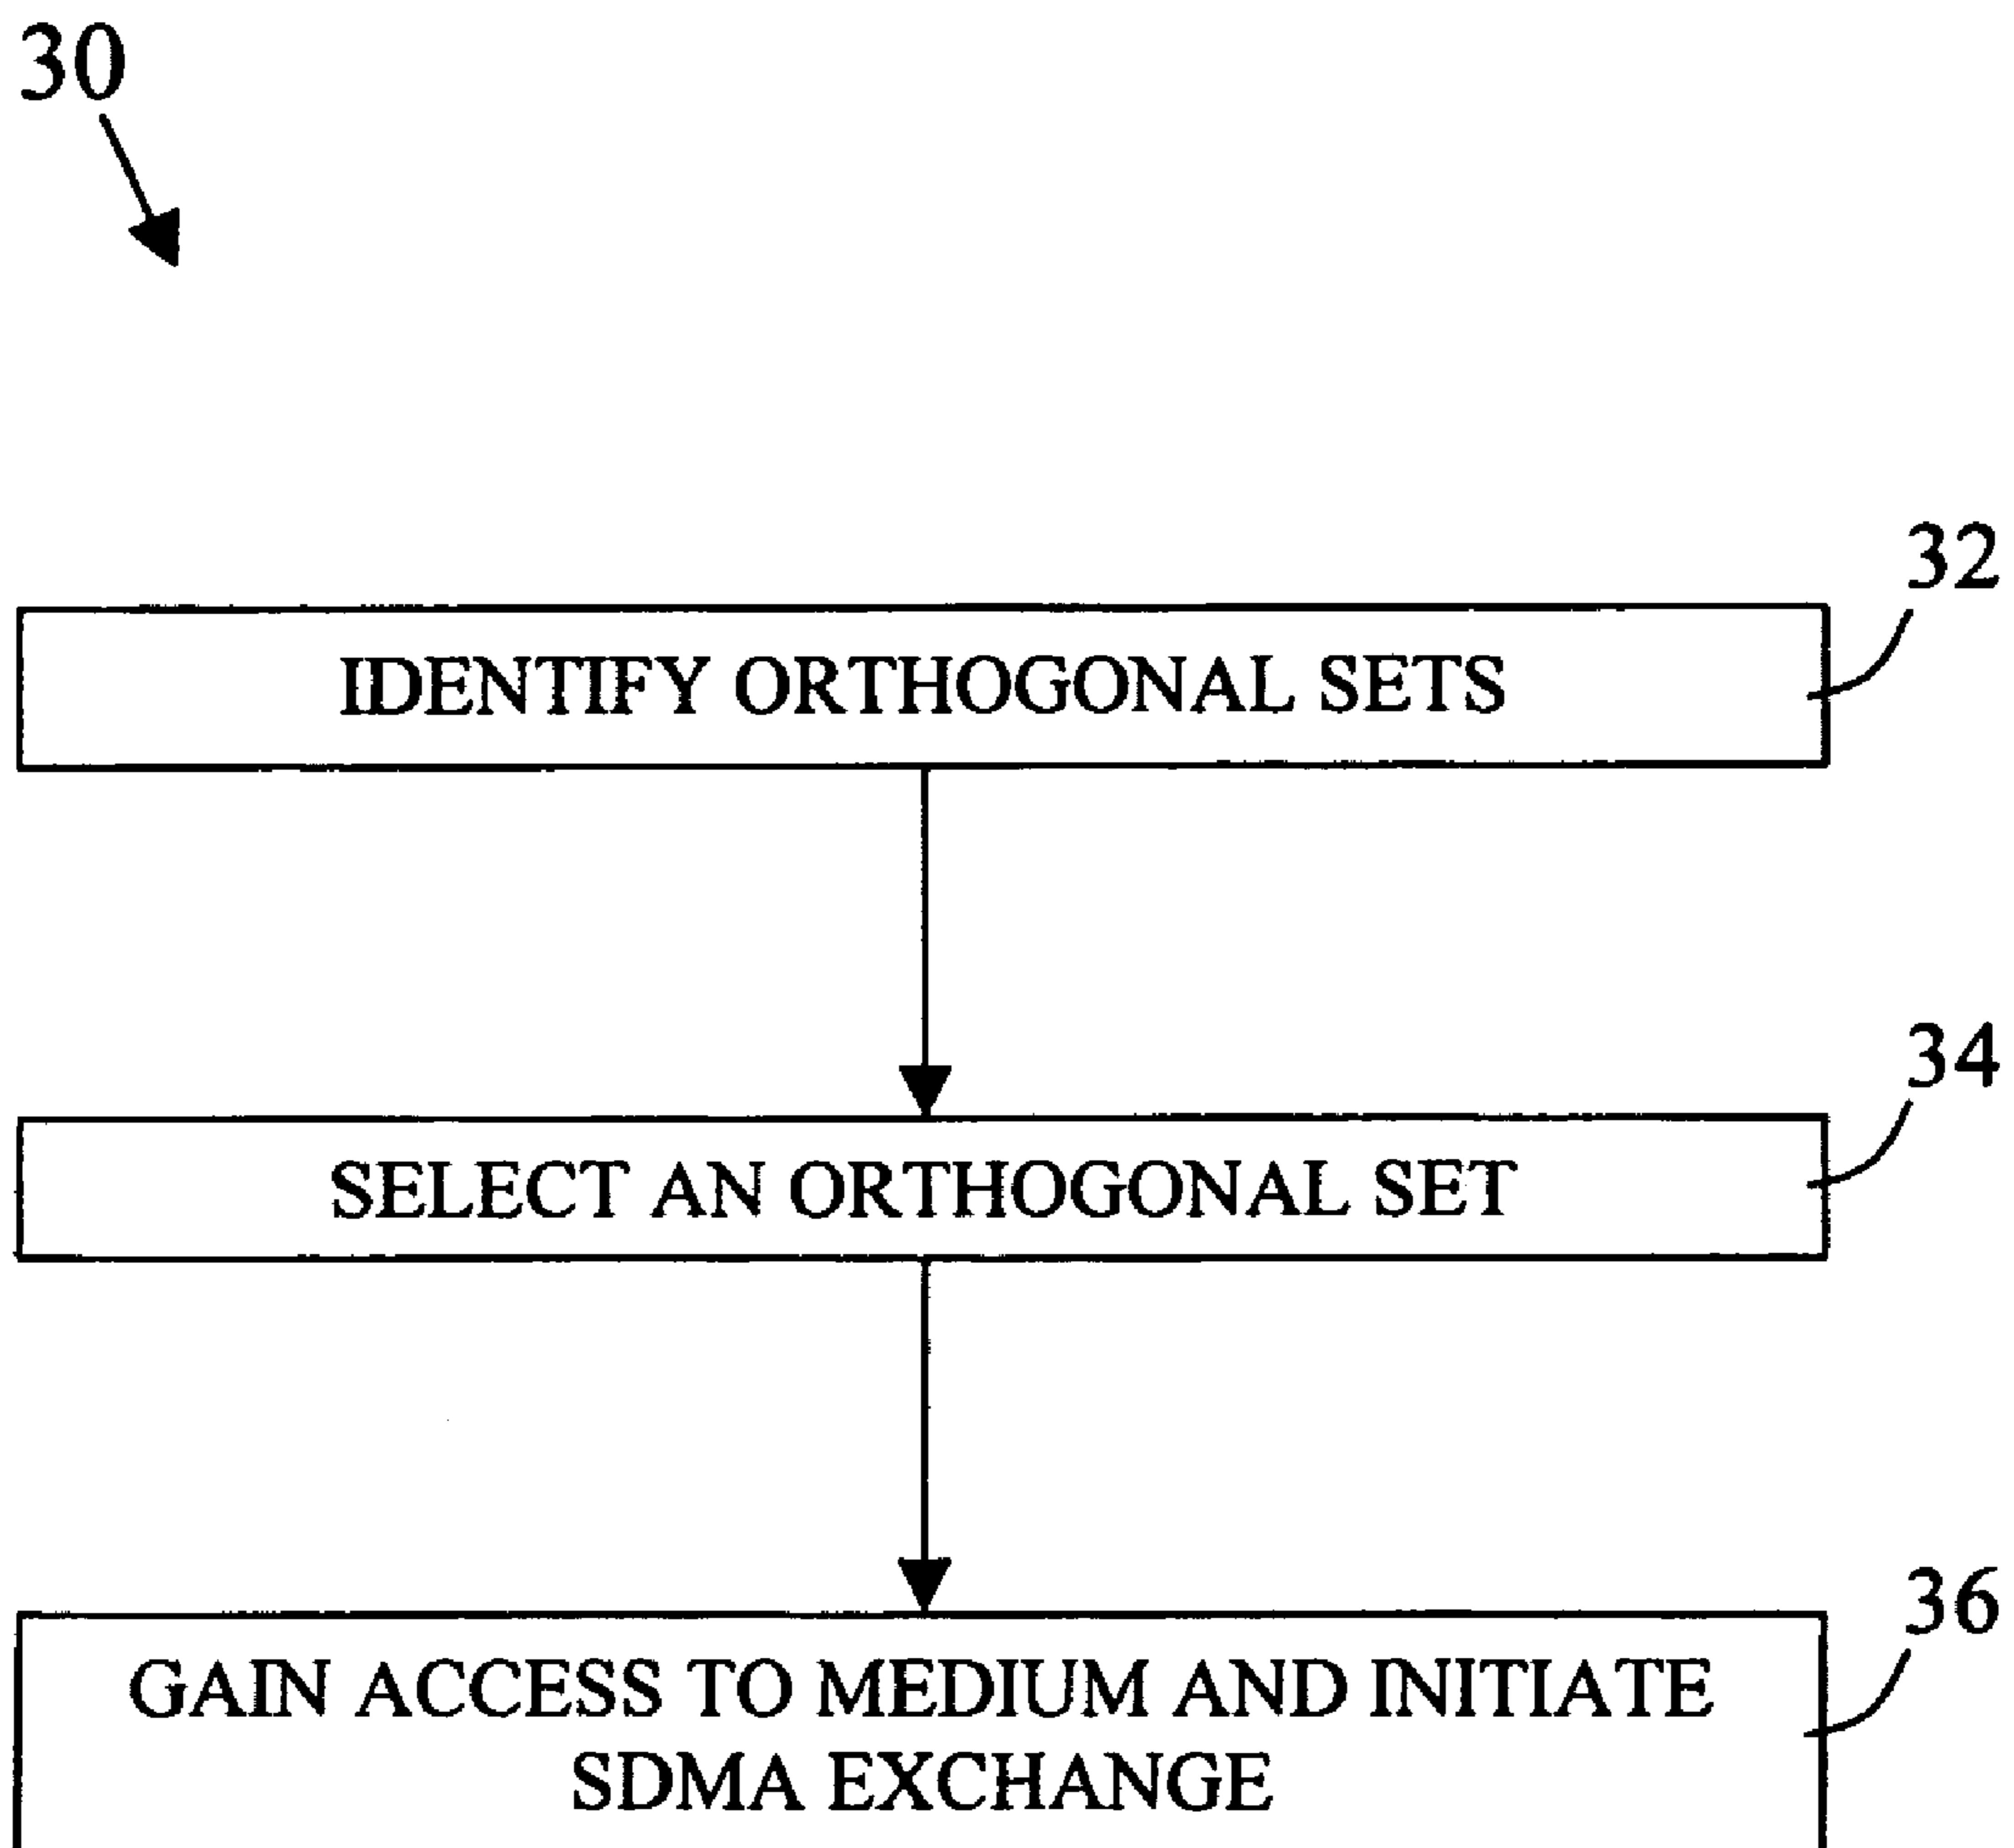 30
32
IDENTIFY ORTHOGONAL SETS
34
SELECT AN ORTHOGONAL SET
36
GAIN ACCESS TO MEDIUM AND INITIATE
SDMA EXCHANGE